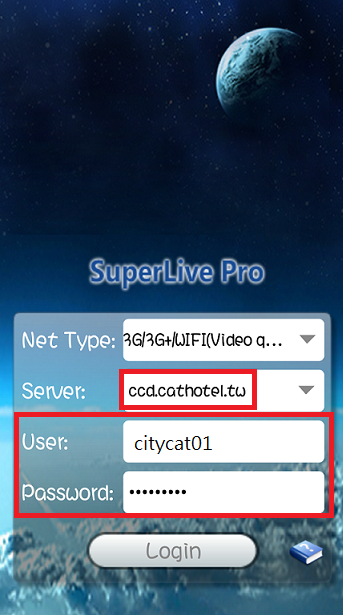 SuperLive Pro
Net Type: 3G/3G+/WIFI(Video q...
Server: ccd.cathotel.tw
User: citycat01
Password: •••••••••
Login